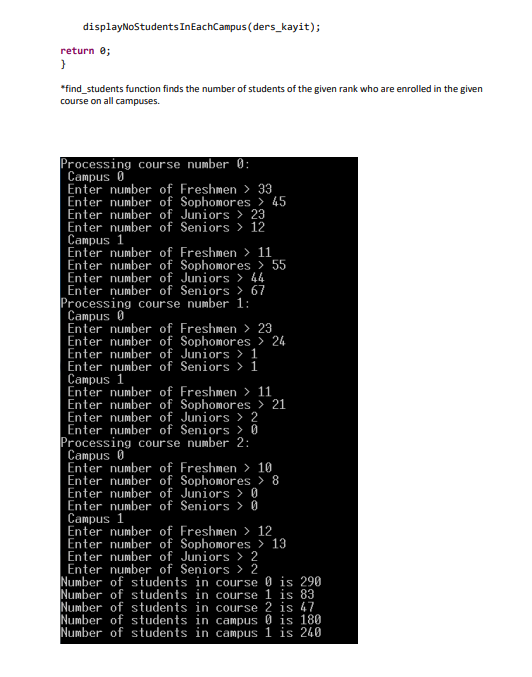 displayNoStudentsInEachCampus(ders_kayit);
return 0;
}
*find_students function finds the number of students of the given rank who are enrolled in the given
course on all campuses.
Processing course number 0:
Campus 0
Enter number of Freshmen > 33
Enter number of Sophomores > 45
Enter number of Juniors > 23
Enter number of Seniors > 12
Campus 1
Enter number of Freshmen > 11
Enter number of Sophomores > 55
Enter number of Juniors > 44
Enter number of Seniors > 67
Processing course number 1:
Campus 0
Enter number of Freshmen > 23
Enter number of Sophomores > 24
Enter number of Juniors > 1
Enter number of Seniors > 1
Campus 1
Enter number of Freshmen > 11
Enter number of Sophomores > 21
Enter number of Juniors > 2
Enter number of Seniors > 0
Processing course number 2:
Campus 0
Enter number of Freshmen > 10
Enter number of Sophomores > 8
Enter number of Juniors > 0
Enter number of Seniors > 0
Campus 1
Enter number of Freshmen > 12
Enter number of Sophomores > 13
Enter number of Juniors > 2
Enter number of Seniors > 2
Number of students in course 0 is 290
Number of students in course 1 is 83
Number of students in course 2 is 47
Number of students in campus 0 is 180
Number of students in campus 1 is 240